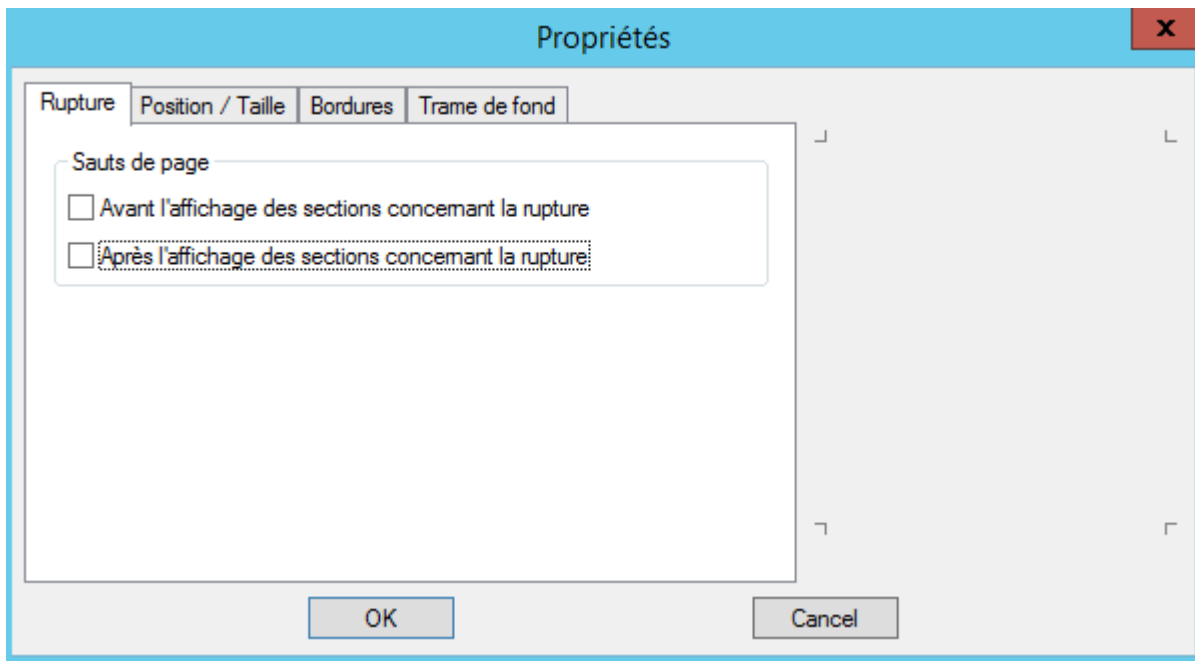 Propriétés
x
Rupture Position / Taille Bordures Trame de fond
Sauts de page
Avant l'affichage des sections concernant la rupture
Après l'affichage des sections concernant la rupture
OK Cancel